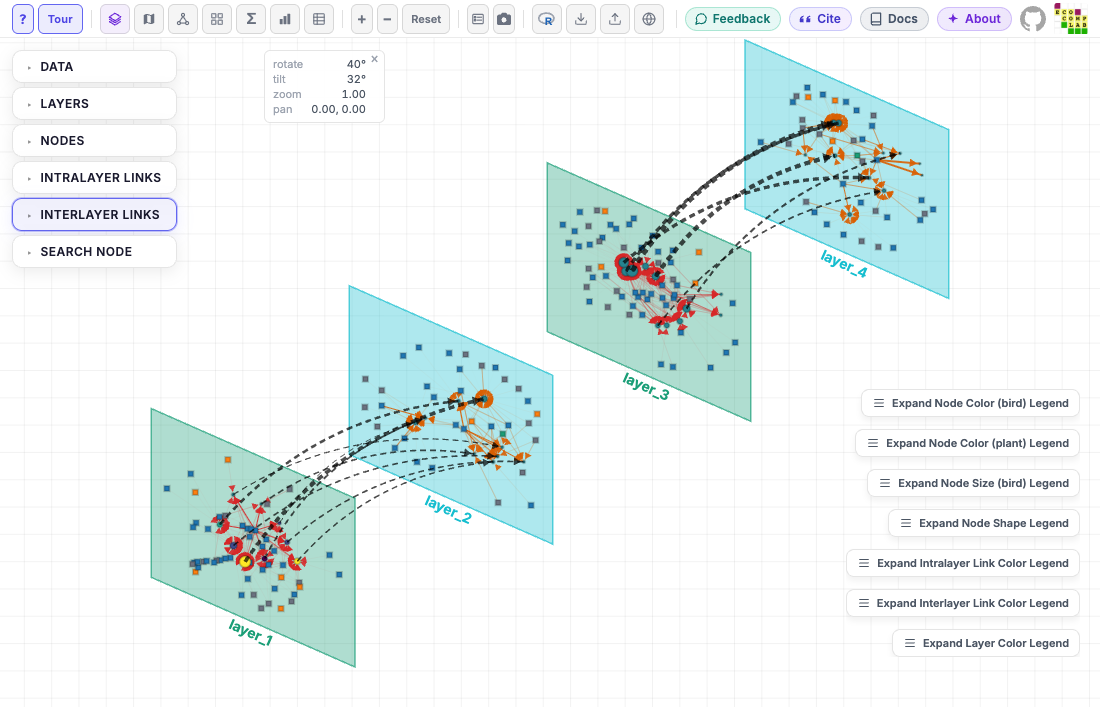 ? Tour + − Reset R Feedback Cite Docs About ECO COMP LAB
DATA
LAYERS
NODES
INTRALAYER LINKS
INTERLAYER LINKS
SEARCH NODE
rotate 40° ×
tilt 32°
zoom 1.00
pan 0.00, 0.00
layer_4
layer_3
layer_2
layer_1
Expand Node Color (bird) Legend
Expand Node Color (plant) Legend
Expand Node Size (bird) Legend
Expand Node Shape Legend
Expand Intralayer Link Color Legend
Expand Interlayer Link Color Legend
Expand Layer Color Legend